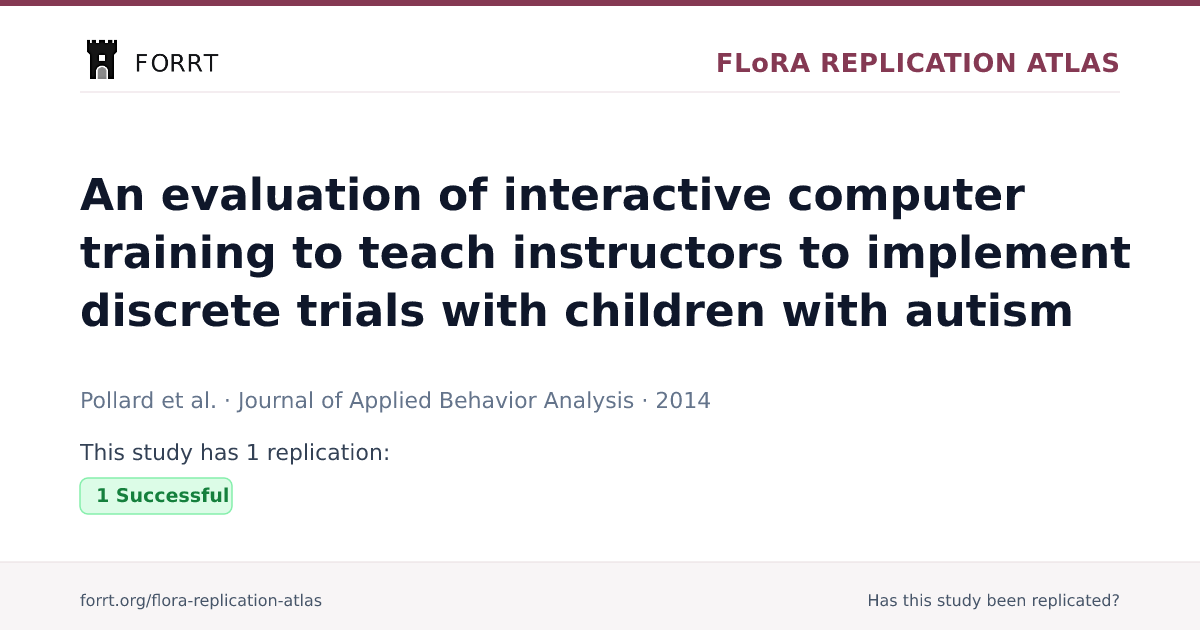 FORRT
FLoRA REPLICATION ATLAS
An evaluation of interactive computer
training to teach instructors to implement
discrete trials with children with autism
Pollard et al. · Journal of Applied Behavior Analysis · 2014
This study has 1 replication:
1 Successful
forrt.org/flora-replication-atlas
Has this study been replicated?